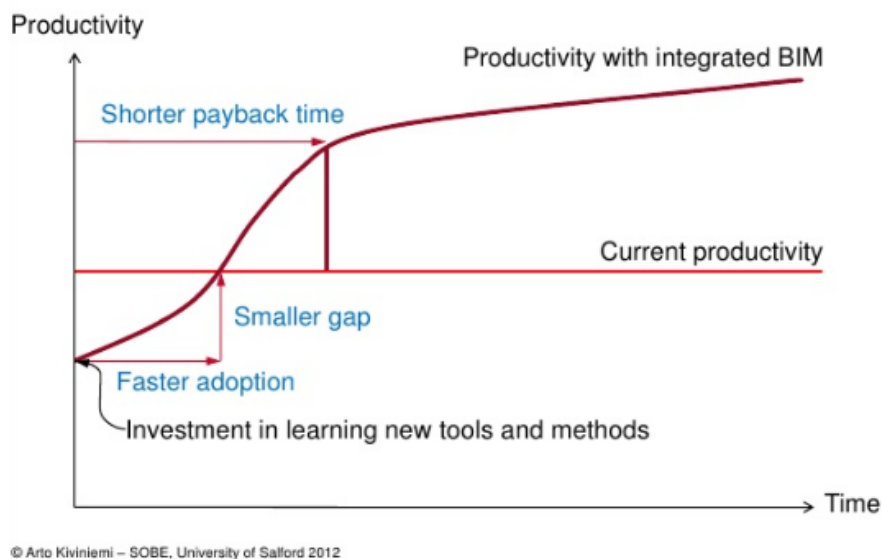 Productivity
Productivity with integrated BIM
Shorter payback time
Current productivity
Smaller gap
Faster adoption
Investment in learning new tools and methods
Time
© Arto Kiviniemi – SOBE, University of Salford 2012